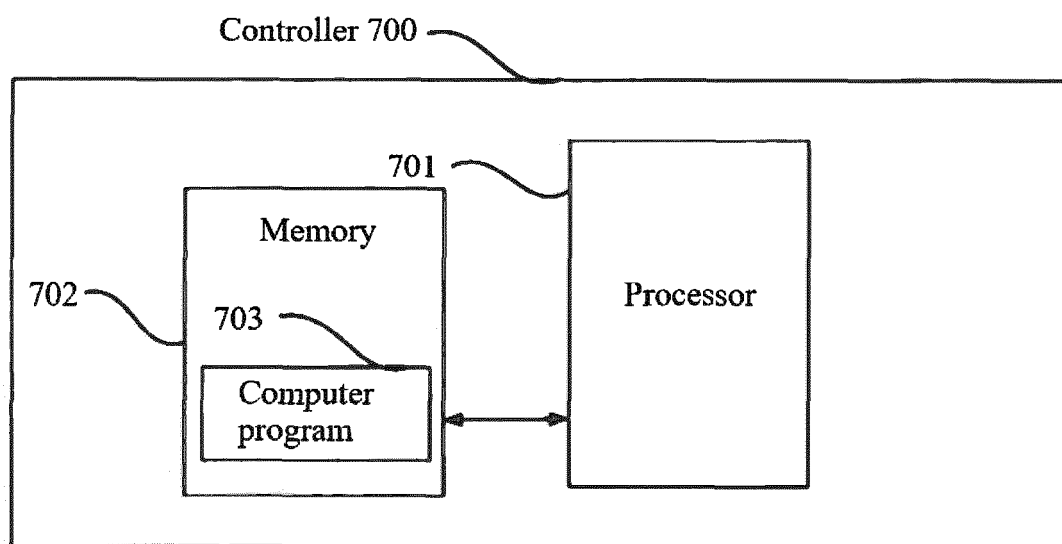 Controller 700
701
Memory
702
Processor
703
Computer
program